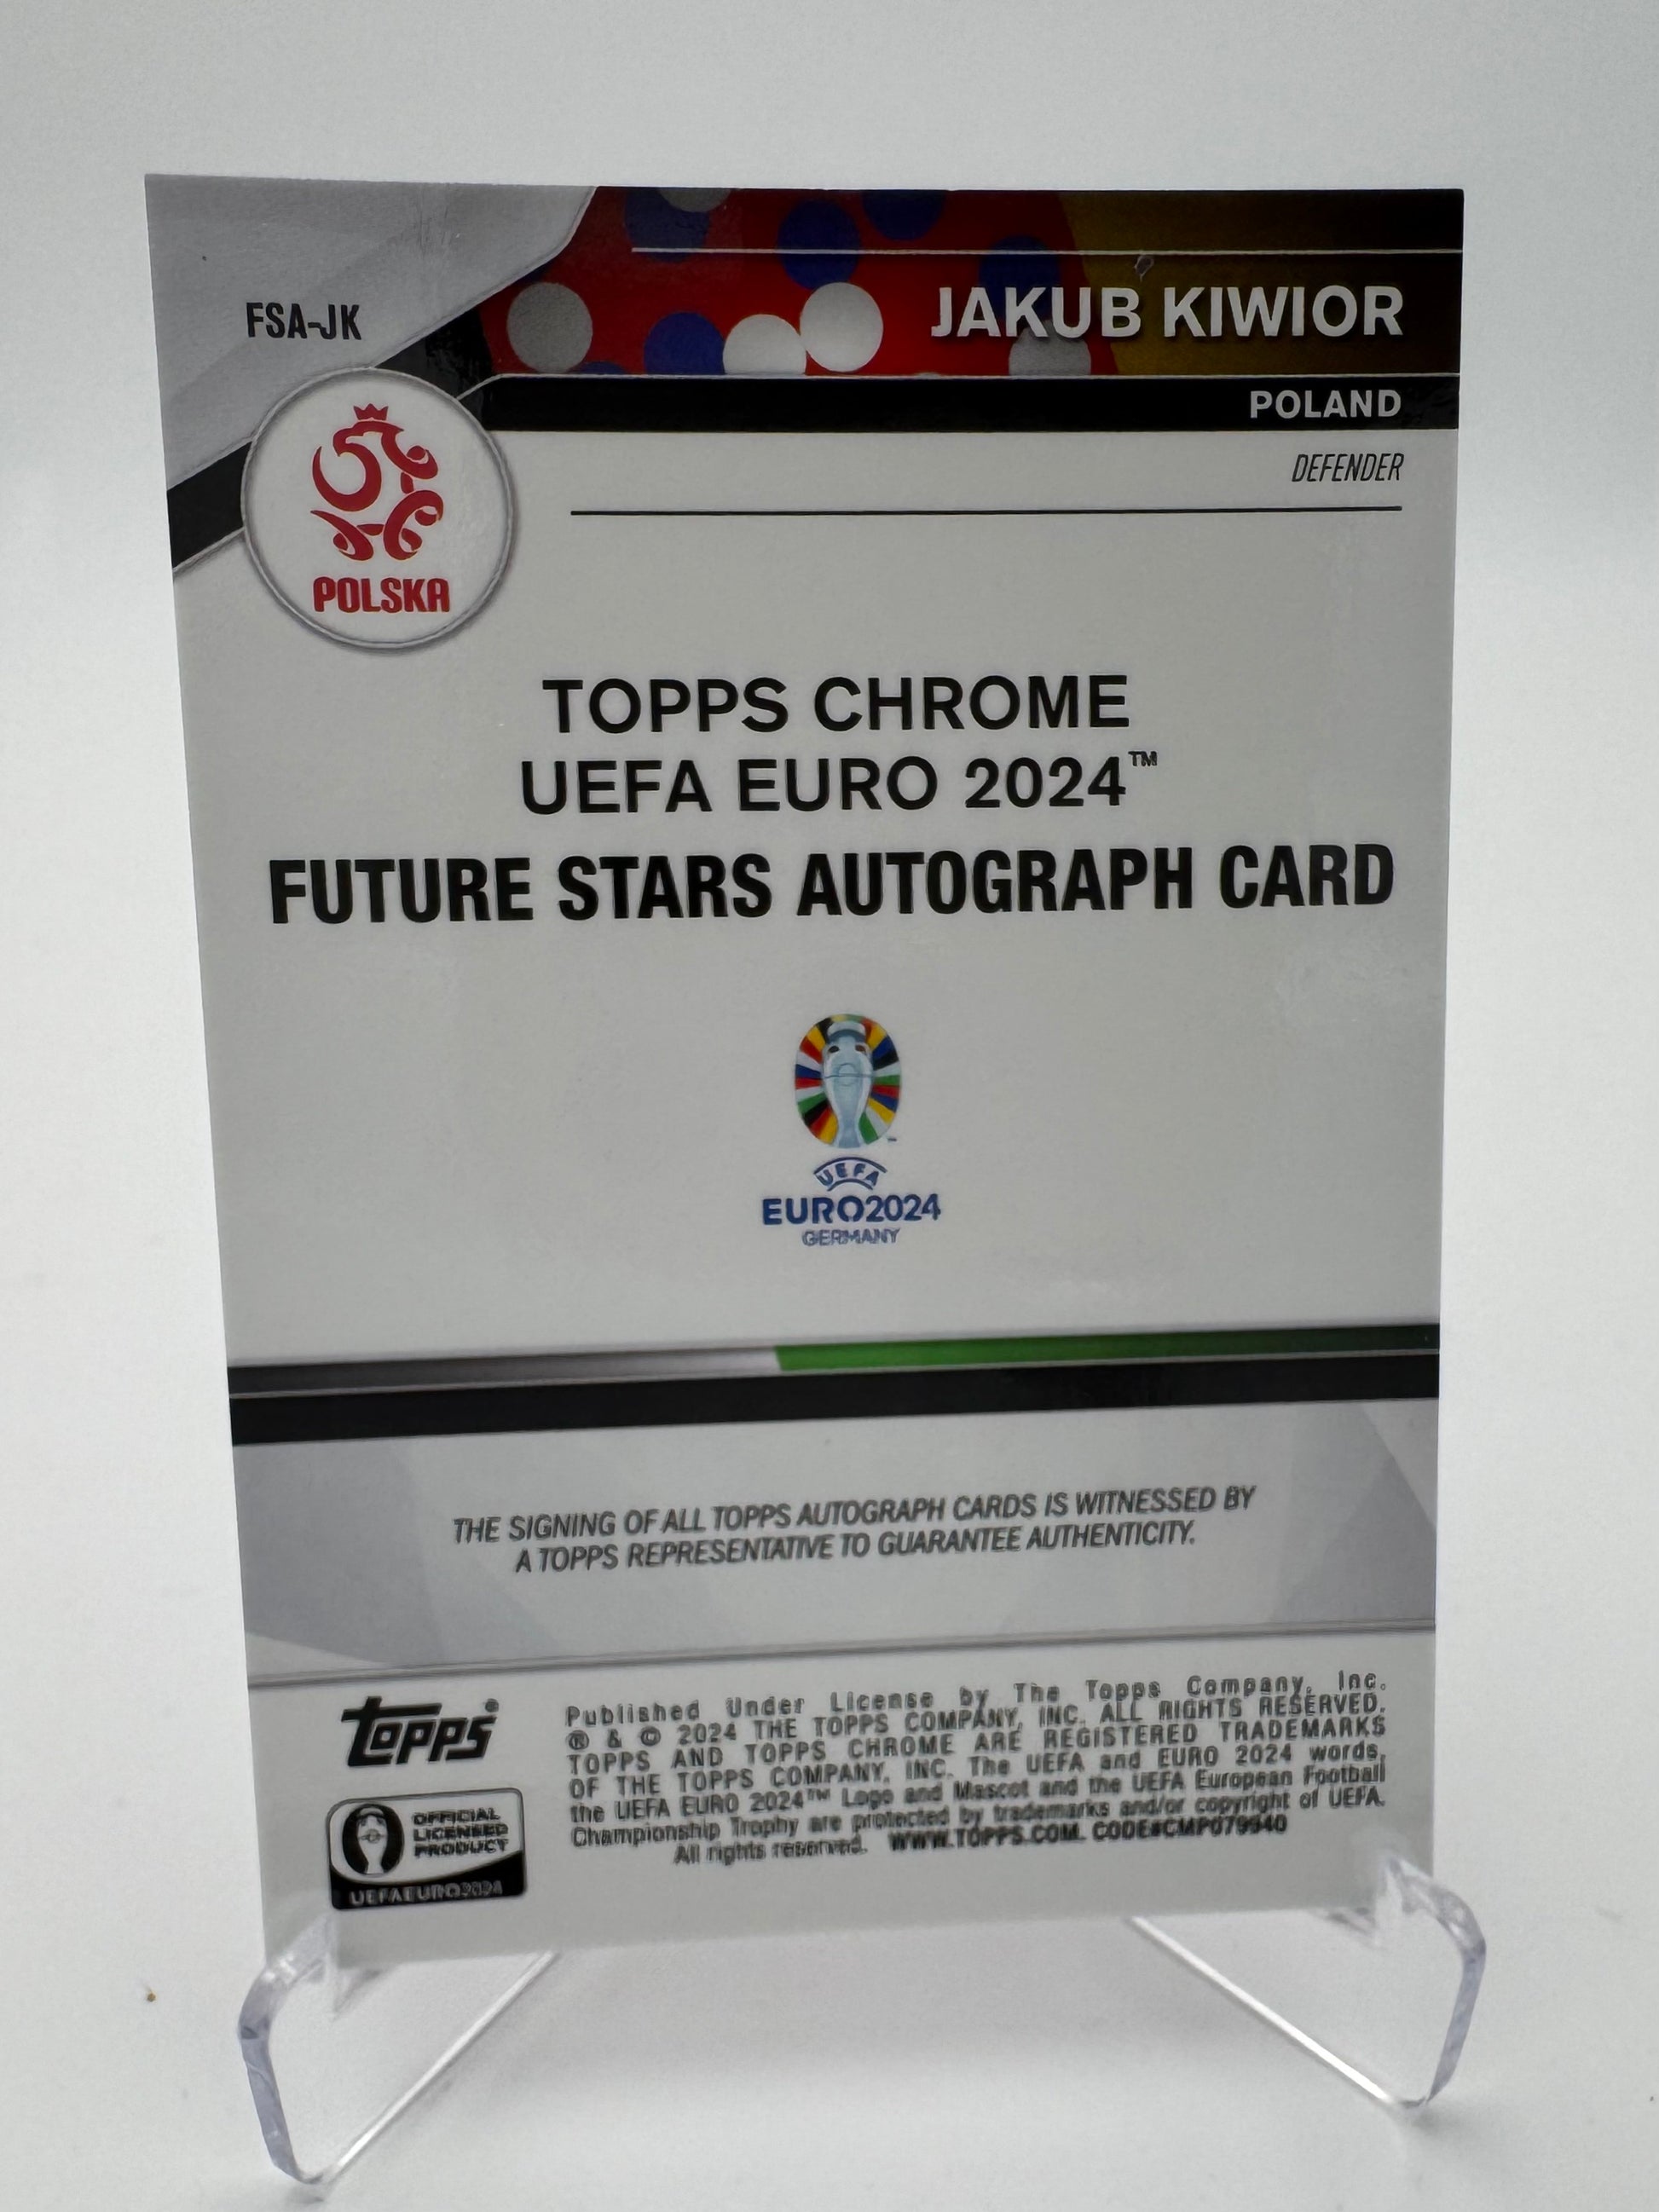 FSA-JK
JAKUB KIWIOR
POLAND
DEFENDER
POLSKA
TOPPS CHROME
UEFA EURO 2024™
FUTURE STARS AUTOGRAPH CARD
UEFA
EURO2024
GERMANY
THE SIGNING OF ALL TOPPS AUTOGRAPH CARDS IS WITNESSED BY
A TOPPS REPRESENTATIVE TO GUARANTEE AUTHENTICITY.
topps®
OFFICIAL
LICENSED
PRODUCT
UEFA EURO2024
Published Under License by The Topps Company, Inc.
® & © 2024 THE TOPPS COMPANY, INC. ALL RIGHTS RESERVED.
TOPPS AND TOPPS CHROME ARE REGISTERED TRADEMARKS
OF THE TOPPS COMPANY, INC. The UEFA and EURO 2024 words,
the UEFA EURO 2024™ Logo and Mascot and the UEFA European Football
Championship Trophy are protected by trademarks and/or copyright of UEFA.
All rights reserved. WWW.TOPPS.COM. CODE#CMP079940